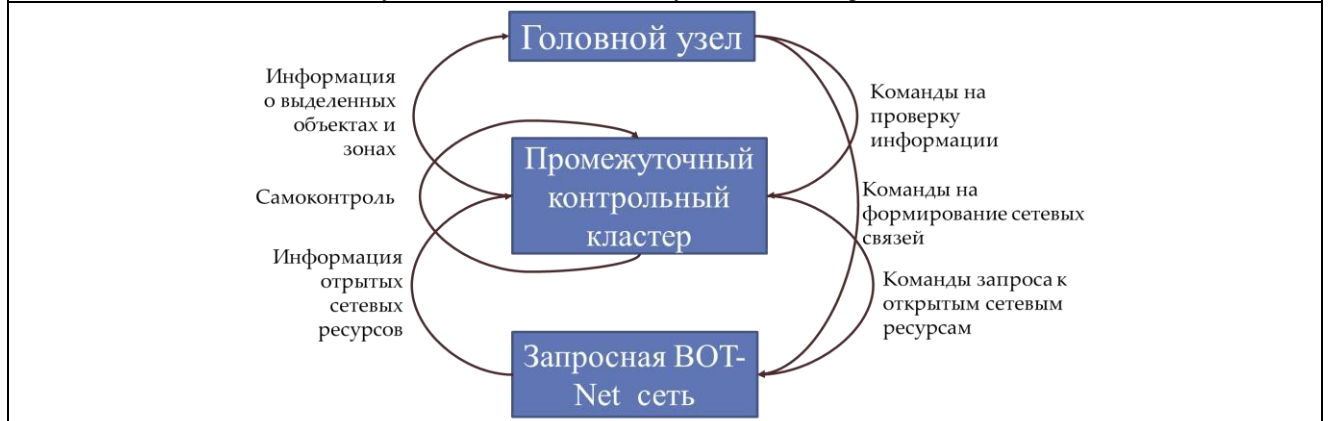 Головной узел
Информация
о выделенных
объектах и
зонах
Команды на
проверку
информации
Промежуточный
контрольный
кластер
Самоконтроль
Команды на
формирование сетевых
связей
Информация
отрытых
сетевых
ресурсов
Команды запроса к
открытым сетевым
ресурсам
Запросная BOT-
Net сеть